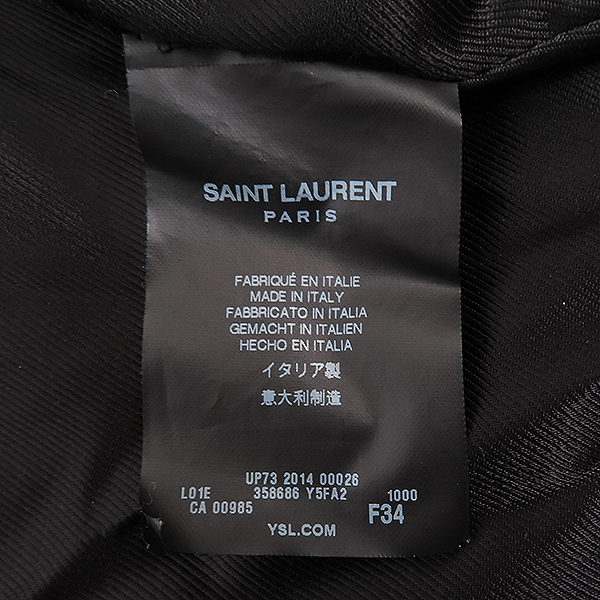 SAINT LAURENT
PARIS
FABRIQUÉ EN ITALIE
MADE IN ITALY
FABBRICATO IN ITALIA
GEMACHT IN ITALIEN
HECHO EN ITALIA
イタリア製
意大利制造
UP73 2014 00026
L01E 358686 Y5FA2 1000
CA 00985 F34
YSL.COM